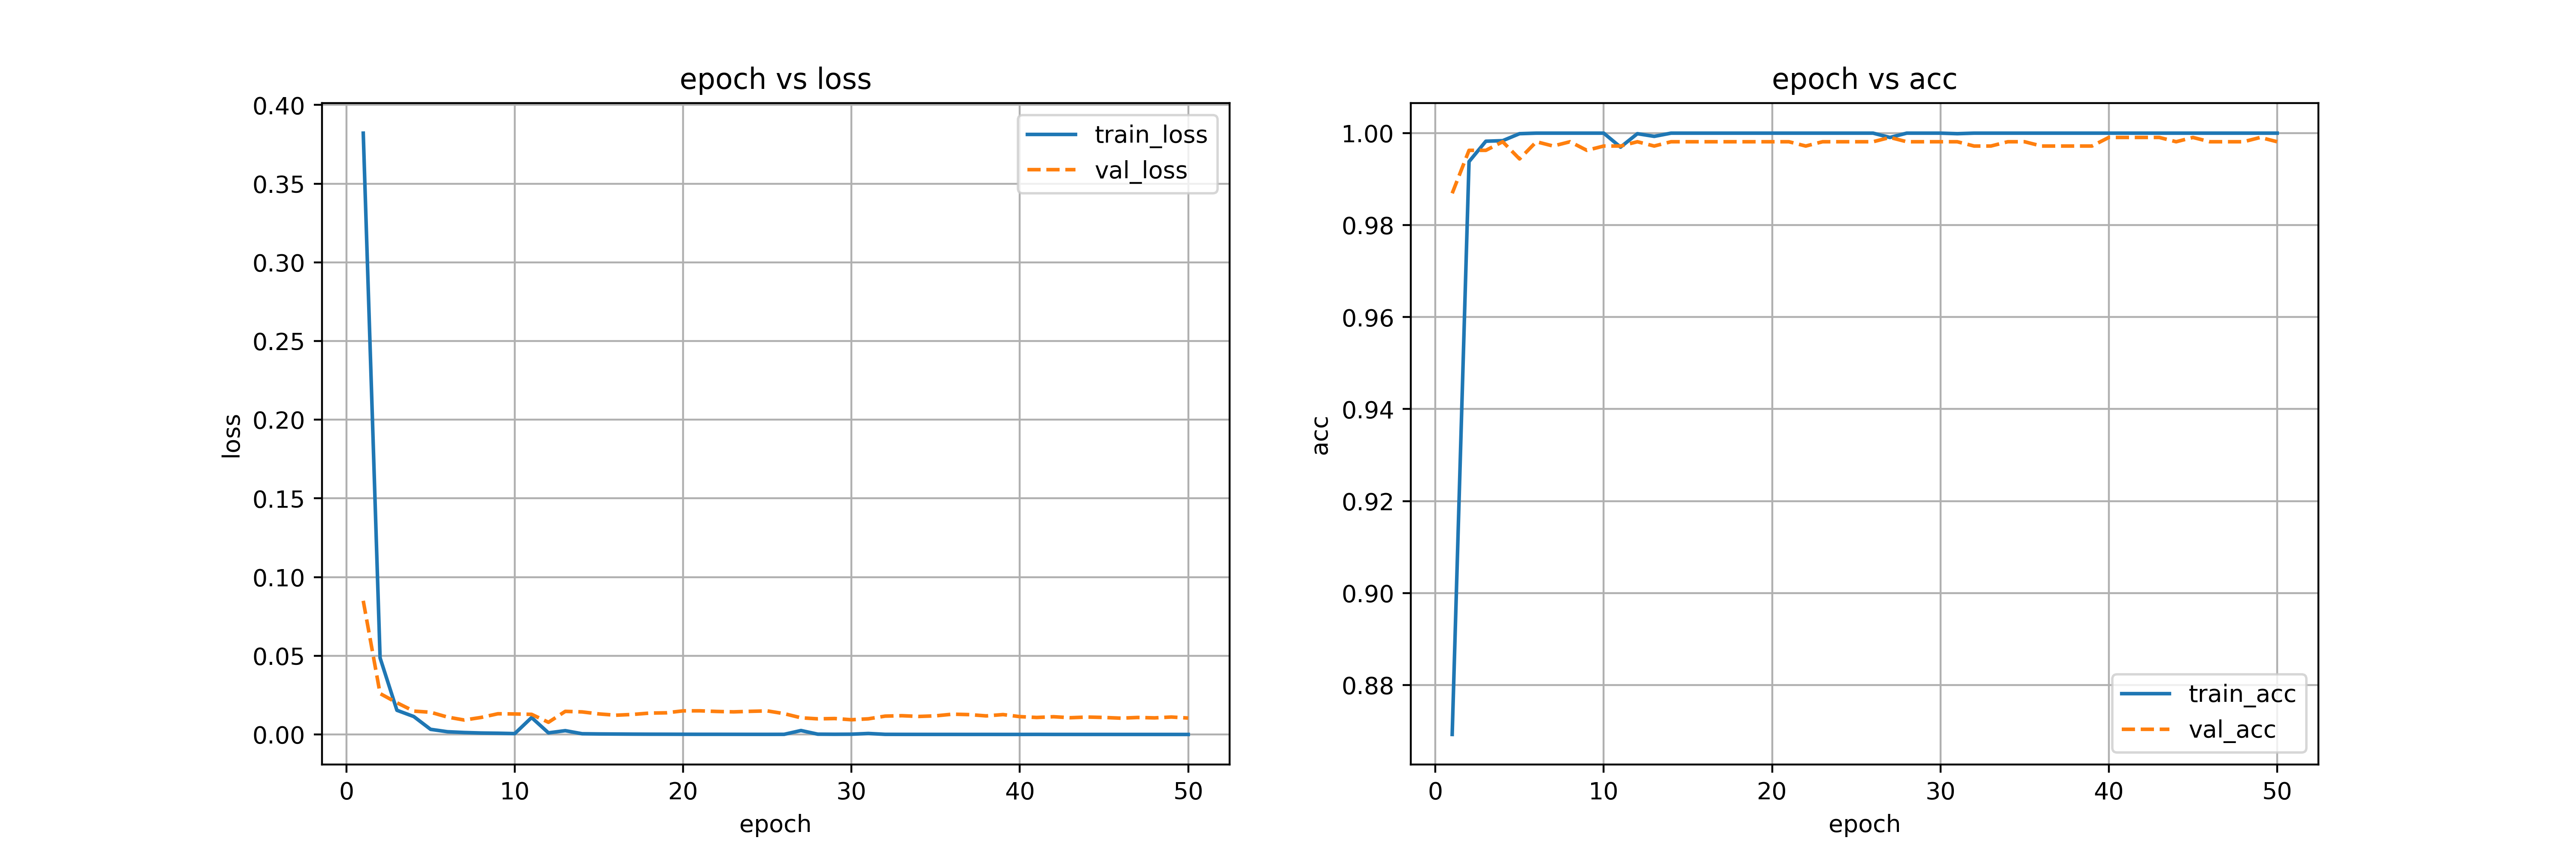 epoch vs loss
0.40
0.35
0.30
0.25
0.20
0.15
0.10
0.05
0.00
loss
0 10 20 30 40 50
epoch
train_loss
val_loss
epoch vs acc
1.00
0.98
0.96
0.94
0.92
0.90
0.88
acc
0 10 20 30 40 50
epoch
train_acc
val_acc